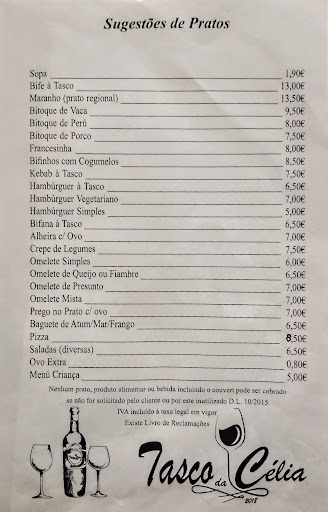 Sugestões de Pratos
Sopa 1,90€
Bife à Tasco 13,00€
Maranho (prato regional) 13,50€
Bitoque de Vaca 9,50€
Bitoque de Perú 8,00€
Bitoque de Porco 7,50€
Francesinha 8,00€
Bifinhos com Cogumelos 8,50€
Kebab à Tasco 7,50€
Hambúrguer à Tasco 6,50€
Hambúrguer Vegetariano 7,00€
Hambúrguer Simples 5,00€
Bifana à Tasco 6,50€
Alheira c/ Ovo 7,00€
Crepe de Legumes 7,50€
Omelete Simples 6,00€
Omelete de Queijo ou Fiambre 6,50€
Omelete de Presunto 7,00€
Omelete Mista 7,00€
Prego no Prato c/ ovo 7,00€
Baguete de Atum/Mar/Frango 6,50€
Pizza 8,50€
Saladas (diversas) 6,50€
Ovo Extra 0,80€
Menú Criança 5,00€
Nenhum prato, produto alimentar ou bebida incluindo o couvert pode ser cobrado
se não for solicitado pelo cliente ou por este inutilizado D.L. 10/2015
IVA incluído à taxa legal em vigor
Existe Livro de Reclamações
Tasco da Célia
2018